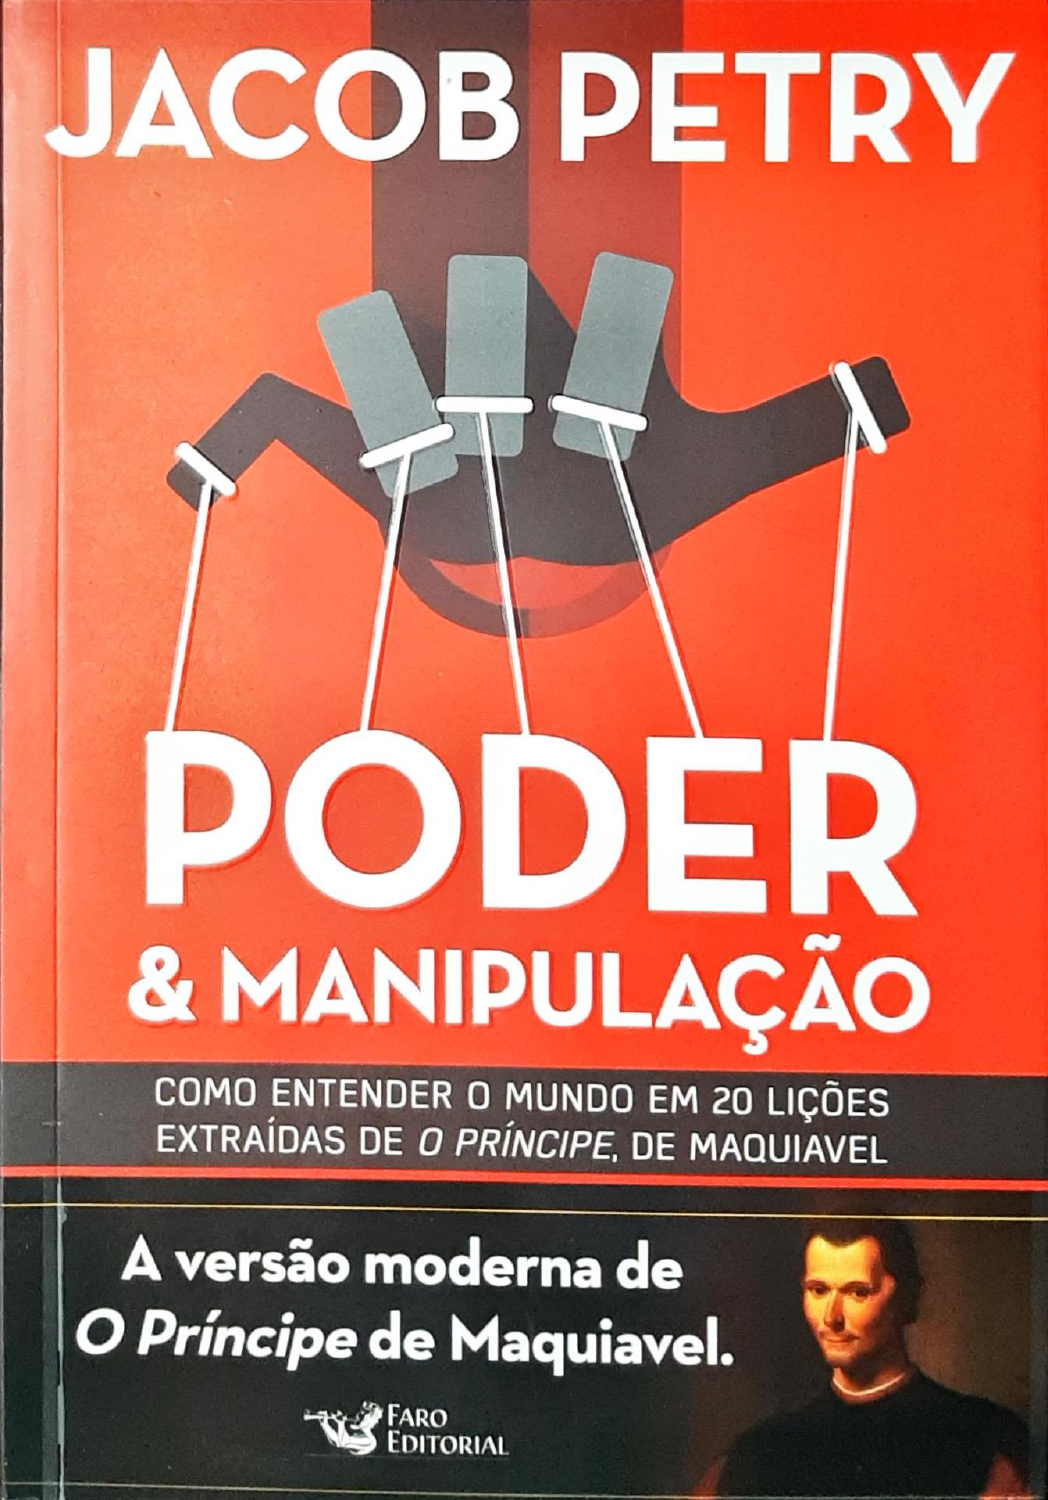 JACOB PETRY
PODER
& MANIPULAÇÃO
COMO ENTENDER O MUNDO EM 20 LIÇÕES
EXTRAÍDAS DE O PRÍNCIPE, DE MAQUIAVEL
A versão moderna de
O Príncipe de Maquiavel.
FARO
EDITORIAL